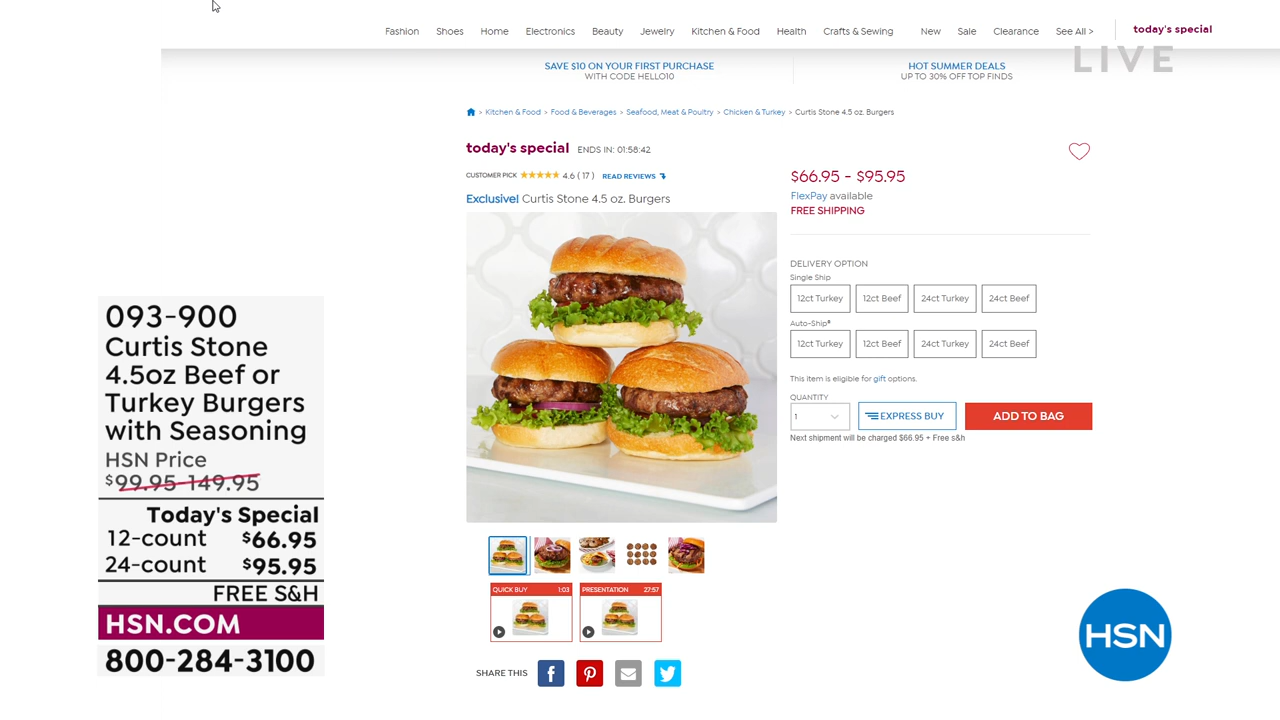 Fashion Shoes Home Electronics Beauty Jewelry Kitchen & Food Health Crafts & Sewing New Sale Clearance See All > today's special
LIVE
SAVE $10 ON YOUR FIRST PURCHASE
WITH CODE HELLO10
HOT SUMMER DEALS
UP TO 30% OFF TOP FINDS
> Kitchen & Food > Food & Beverages > Seafood, Meat & Poultry > Chicken & Turkey > Curtis Stone 4.5 oz. Burgers
today's special ENDS IN: 01:58:42
CUSTOMER PICK 4.6 ( 17 ) READ REVIEWS
Exclusive! Curtis Stone 4.5 oz. Burgers
$66.95 - $95.95
FlexPay available
FREE SHIPPING
DELIVERY OPTION
Single Ship
12ct Turkey 12ct Beef 24ct Turkey 24ct Beef
Auto-Ship®
12ct Turkey 12ct Beef 24ct Turkey 24ct Beef
This item is eligible for gift options.
QUANTITY
1 EXPRESS BUY ADD TO BAG
Next shipment will be charged $66.95 + Free s&h
QUICK BUY 1:03
PRESENTATION 27:57
SHARE THIS
093-900
Curtis Stone
4.5oz Beef or
Turkey Burgers
with Seasoning
HSN Price
$99.95-149.95
Today's Special
12-count $66.95
24-count $95.95
FREE S&H
HSN.COM
800-284-3100
HSN